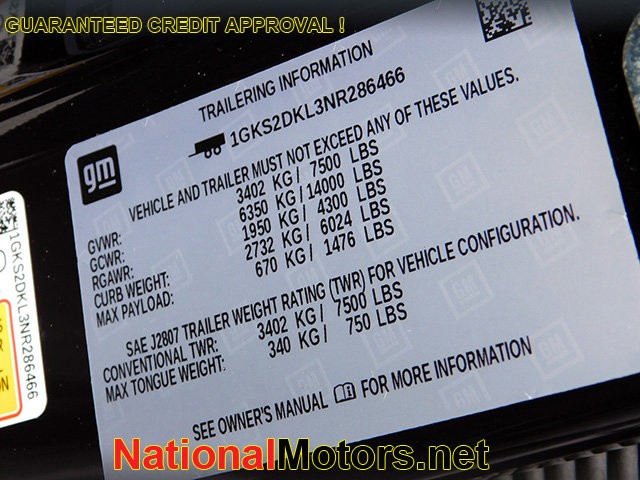 GUARANTEED CREDIT APPROVAL !
TRAILERING INFORMATION
1GKS2DKL3NR286466
gm
VEHICLE AND TRAILER MUST NOT EXCEED ANY OF THESE VALUES.
GVWR: 3402 KG/ 7500 LBS
GCWR: 6350 KG/ 14000 LBS
RGAWR: 1950 KG/ 4300 LBS
CURB WEIGHT: 2732 KG/ 6024 LBS
MAX PAYLOAD: 670 KG/ 1476 LBS
SAE J2807 TRAILER WEIGHT RATING (TWR) FOR VEHICLE CONFIGURATION.
CONVENTIONAL TWR: 3402 KG/ 7500 LBS
MAX TONGUE WEIGHT: 340 KG/ 750 LBS
SEE OWNER'S MANUAL FOR MORE INFORMATION
1GKS2DKL3NR286466
NationalMotors.net